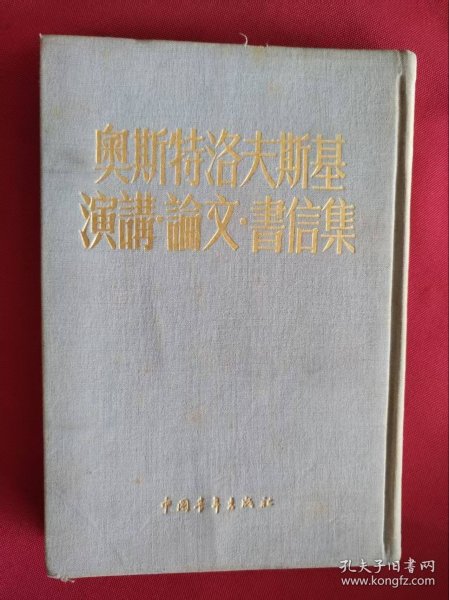 奥斯特洛夫斯基
演講·論文·書信集
中国青年出版社
孔夫子旧书网
www.kongfz.com